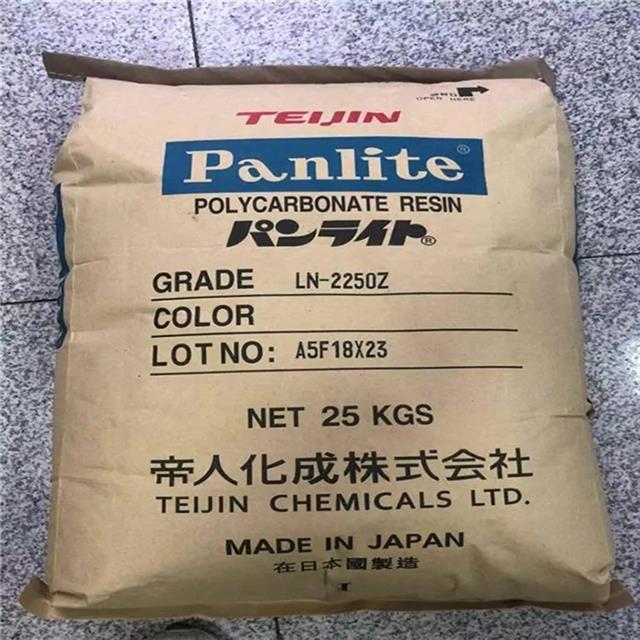 OPEN HERE
TEIJIN
Panlite®
POLYCARBONATE RESIN
パンライト®
GRADE LN-2250Z
COLOR
LOT NO: A5F18X23
NET 25 KGS
帝人化成株式会社
TEIJIN CHEMICALS LTD.
MADE IN JAPAN
在日本國製造
I